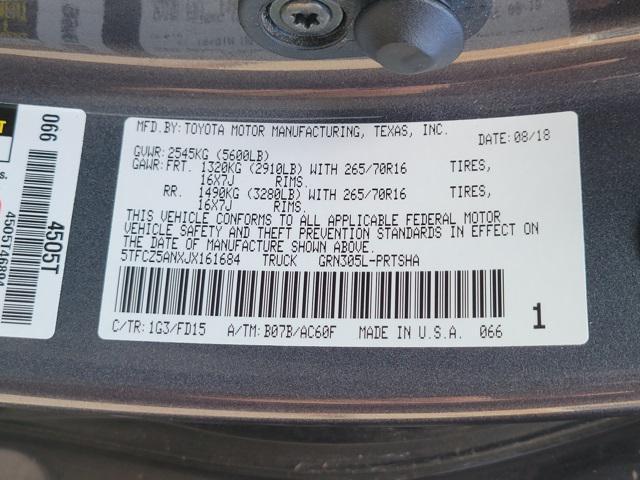 MFD.BY: TOYOTA MOTOR MANUFACTURING, TEXAS, INC.
DATE: 08/18
GVWR: 2545KG (5600LB)
GAWR: FRT. 1320KG (2910LB) WITH 265/70R16 TIRES,
16X7J RIMS.
RR. 1490KG (3280LB) WITH 265/70R16 TIRES,
16X7J RIMS.
THIS VEHICLE CONFORMS TO ALL APPLICABLE FEDERAL MOTOR
VEHICLE SAFETY AND THEFT PREVENTION STANDARDS IN EFFECT ON
THE DATE OF MANUFACTURE SHOWN ABOVE.
5TFCZ5ANXJX161684 TRUCK GRN305L-PRTSHA
C/TR: 1G3/FD15 A/TM: B07B/AC60F MADE IN U.S.A. 066
1
066
4505T